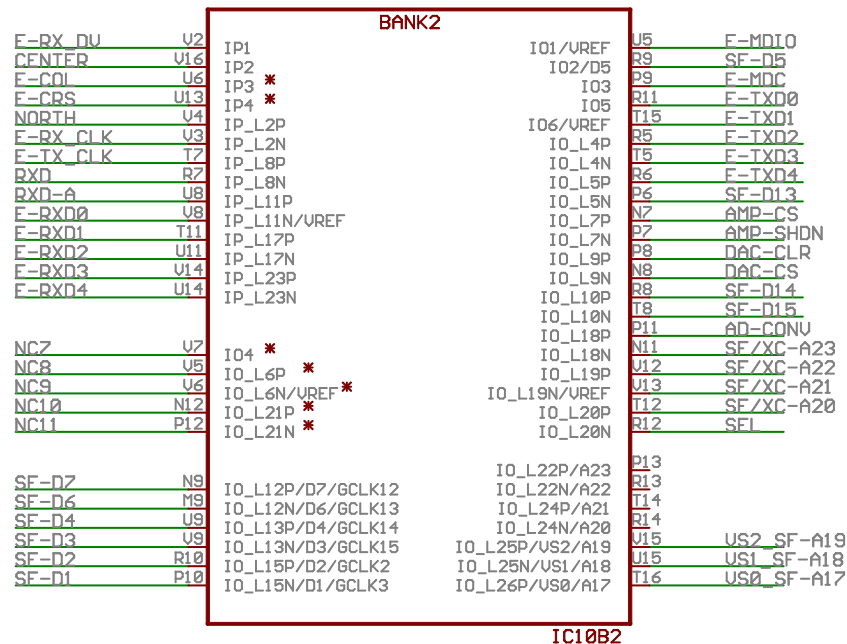 BANK2
E-RX_DV V2 IP1 IO1/VREF U5 E-MDIO
CENTER V16 IP2 IO2/D5 R9 SF-D5
E-COL U6 IP3 * IO3 P9 E-MDC
E-CRS U13 IP4 * IO5 R11 E-TXD0
NORTH V4 IP_L2P IO6/VREF T15 E-TXD1
E-RX_CLK V3 IP_L2N IO_L4P R5 E-TXD2
E-TX_CLK T7 IP_L8P IO_L4N T5 E-TXD3
RXD R7 IP_L8N IO_L5P R6 E-TXD4
RXD-A U8 IP_L11P IO_L5N P6 SF-D13
E-RXD0 V8 IP_L11N/VREF IO_L7P N7 AMP-CS
E-RXD1 T11 IP_L17P IO_L7N P7 AMP-SHDN
E-RXD2 U11 IP_L17N IO_L9P P8 DAC-CLR
E-RXD3 V14 IP_L23P IO_L9N N8 DAC-CS
E-RXD4 U14 IP_L23N IO_L10P R8 SF-D14
IO_L10N T8 SF-D15
IO_L18P P11 AD-CONV
NC7 V7 IO4 * IO_L18N N11 SF/XC-A23
NC8 V5 IO_L6P * IO_L19P V12 SF/XC-A22
NC9 V6 IO_L6N/VREF * IO_L19N/VREF V13 SF/XC-A21
NC10 N12 IO_L21P * IO_L20P T12 SF/XC-A20
NC11 P12 IO_L21N * IO_L20N R12 SEL
IO_L22P/A23 P13
SF-D7 N9 IO_L12P/D7/GCLK12 IO_L22N/A22 R13
SF-D6 M9 IO_L12N/D6/GCLK13 IO_L24P/A21 T14
SF-D4 U9 IO_L13P/D4/GCLK14 IO_L24N/A20 R14
SF-D3 V9 IO_L13N/D3/GCLK15 IO_L25P/VS2/A19 V15 VS2_SF-A19
SF-D2 R10 IO_L15P/D2/GCLK2 IO_L25N/VS1/A18 U15 VS1_SF-A18
SF-D1 P10 IO_L15N/D1/GCLK3 IO_L26P/VS0/A17 T16 VS0_SF-A17
IC10B2